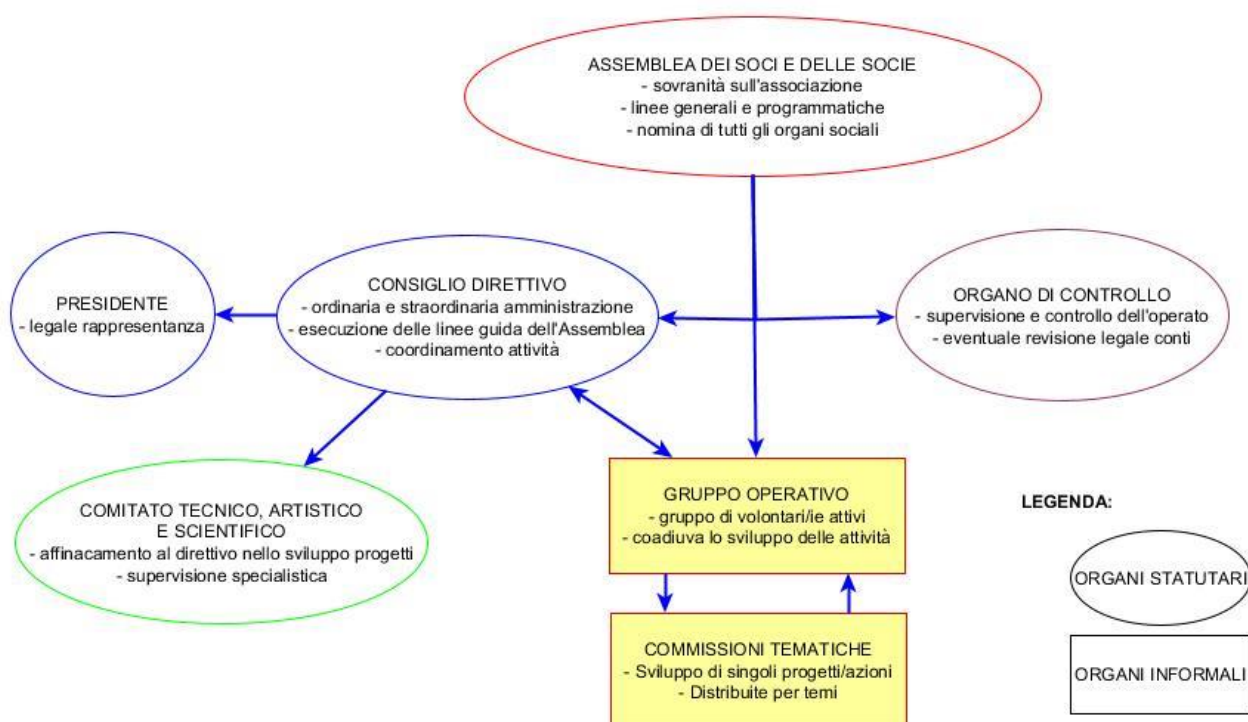 ASSEMBLEA DEI SOCI E DELLE SOCIE
- sovranità sull'associazione
- linee generali e programmatiche
- nomina di tutti gli organi sociali
PRESIDENTE
- legale rappresentanza
CONSIGLIO DIRETTIVO
- ordinaria e straordinaria amministrazione
- esecuzione delle linee guida dell'Assemblea
- coordinamento attività
ORGANO DI CONTROLLO
- supervisione e controllo dell'operato
- eventuale revisione legale conti
COMITATO TECNICO, ARTISTICO
E SCIENTIFICO
- affinacamento al direttivo nello sviluppo progetti
- supervisione specialistica
GRUPPO OPERATIVO
- gruppo di volontari/ie attivi
- coadiuva lo sviluppo delle attività
COMMISSIONI TEMATICHE
- Sviluppo di singoli progetti/azioni
- Distribuite per temi
LEGENDA:
ORGANI STATUTARI
ORGANI INFORMALI